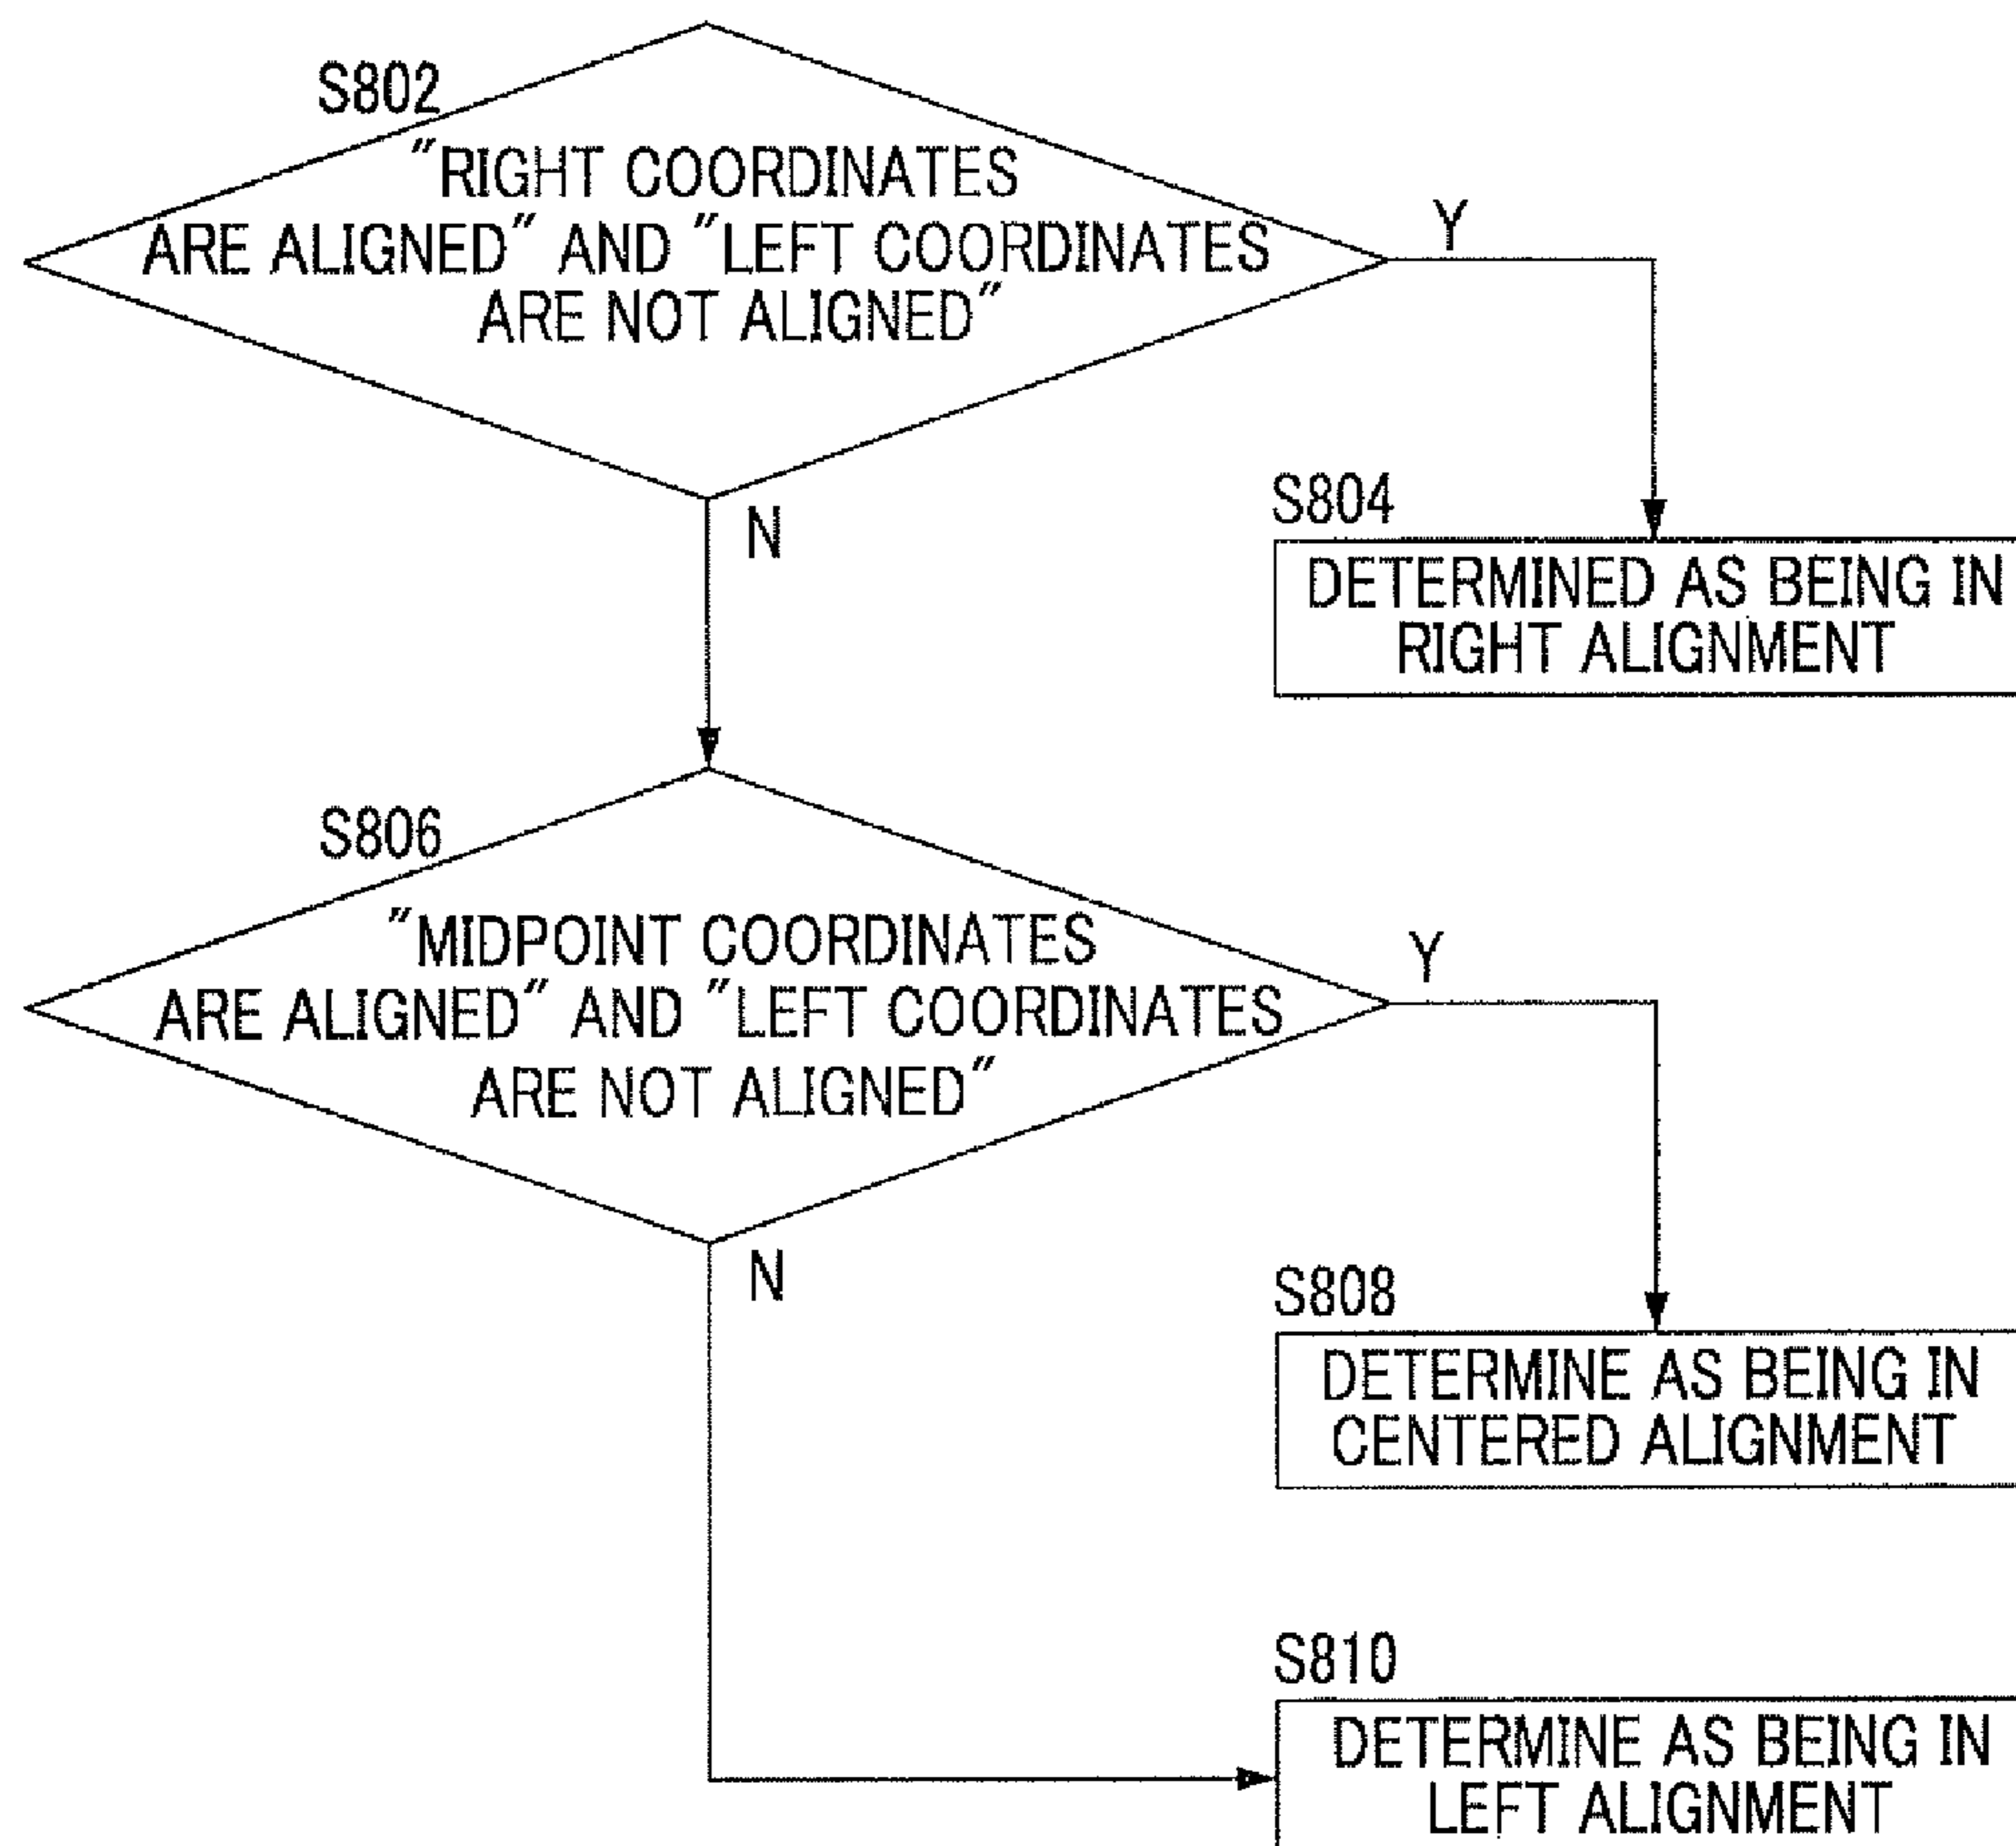 S802
"RIGHT COORDINATES
ARE ALIGNED" AND "LEFT COORDINATES
ARE NOT ALIGNED"
Y
N
S804
DETERMINED AS BEING IN
RIGHT ALIGNMENT
S806
"MIDPOINT COORDINATES
ARE ALIGNED" AND "LEFT COORDINATES
ARE NOT ALIGNED"
Y
N
S808
DETERMINE AS BEING IN
CENTERED ALIGNMENT
S810
DETERMINE AS BEING IN
LEFT ALIGNMENT